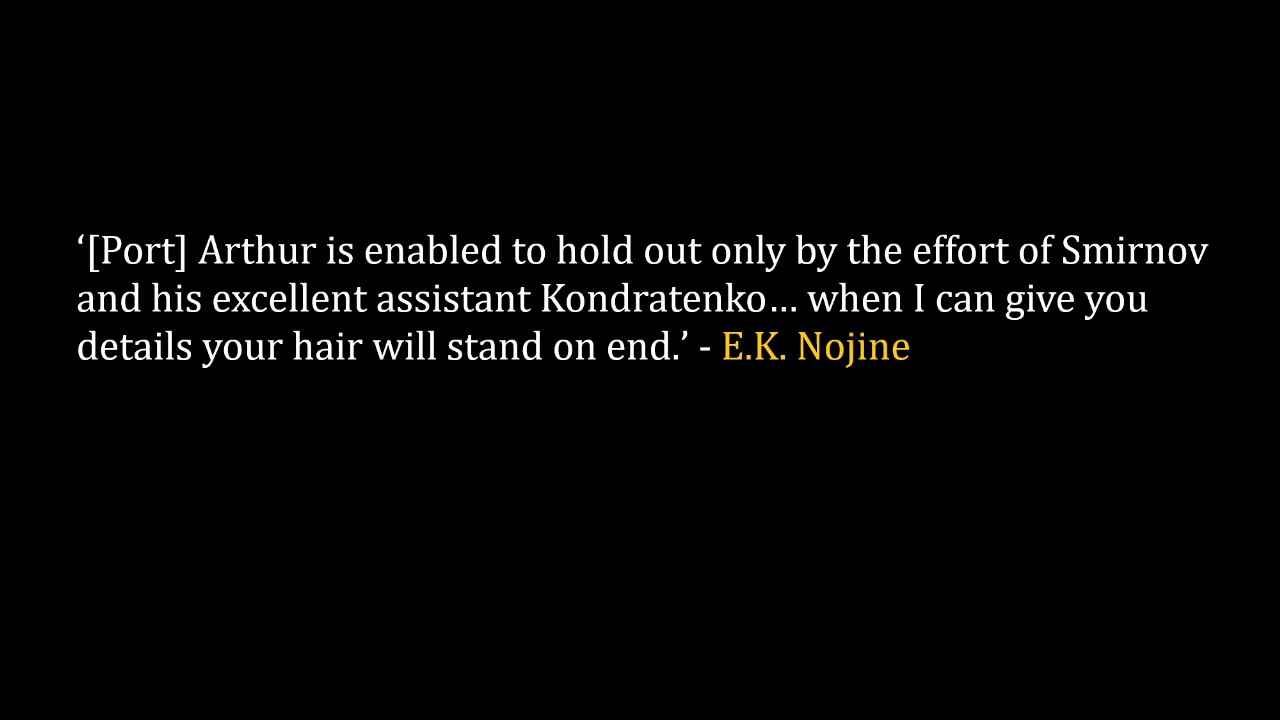 ‘[Port] Arthur is enabled to hold out only by the effort of Smirnov
and his excellent assistant Kondratenko… when I can give you
details your hair will stand on end.’ - E.K. Nojine